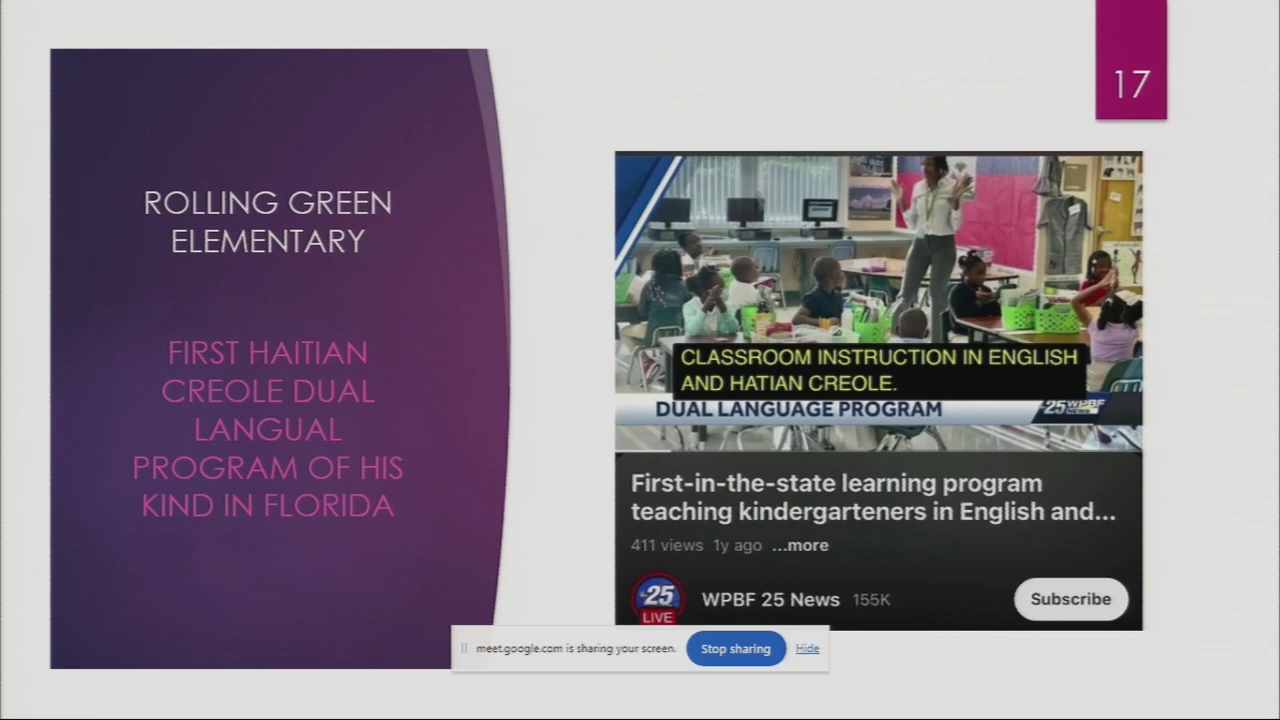 17
ROLLING GREEN
ELEMENTARY
FIRST HAITIAN
CREOLE DUAL
LANGUAL
PROGRAM OF HIS
KIND IN FLORIDA
CLASSROOM INSTRUCTION IN ENGLISH
AND HATIAN CREOLE.
DUAL LANGUAGE PROGRAM
25 WPBF
NEWS
First-in-the-state learning program
teaching kindergarteners in English and...
411 views 1y ago ...more
25
LIVE
WPBF 25 News 155K
Subscribe
meet.google.com is sharing your screen.
Stop sharing
Hide